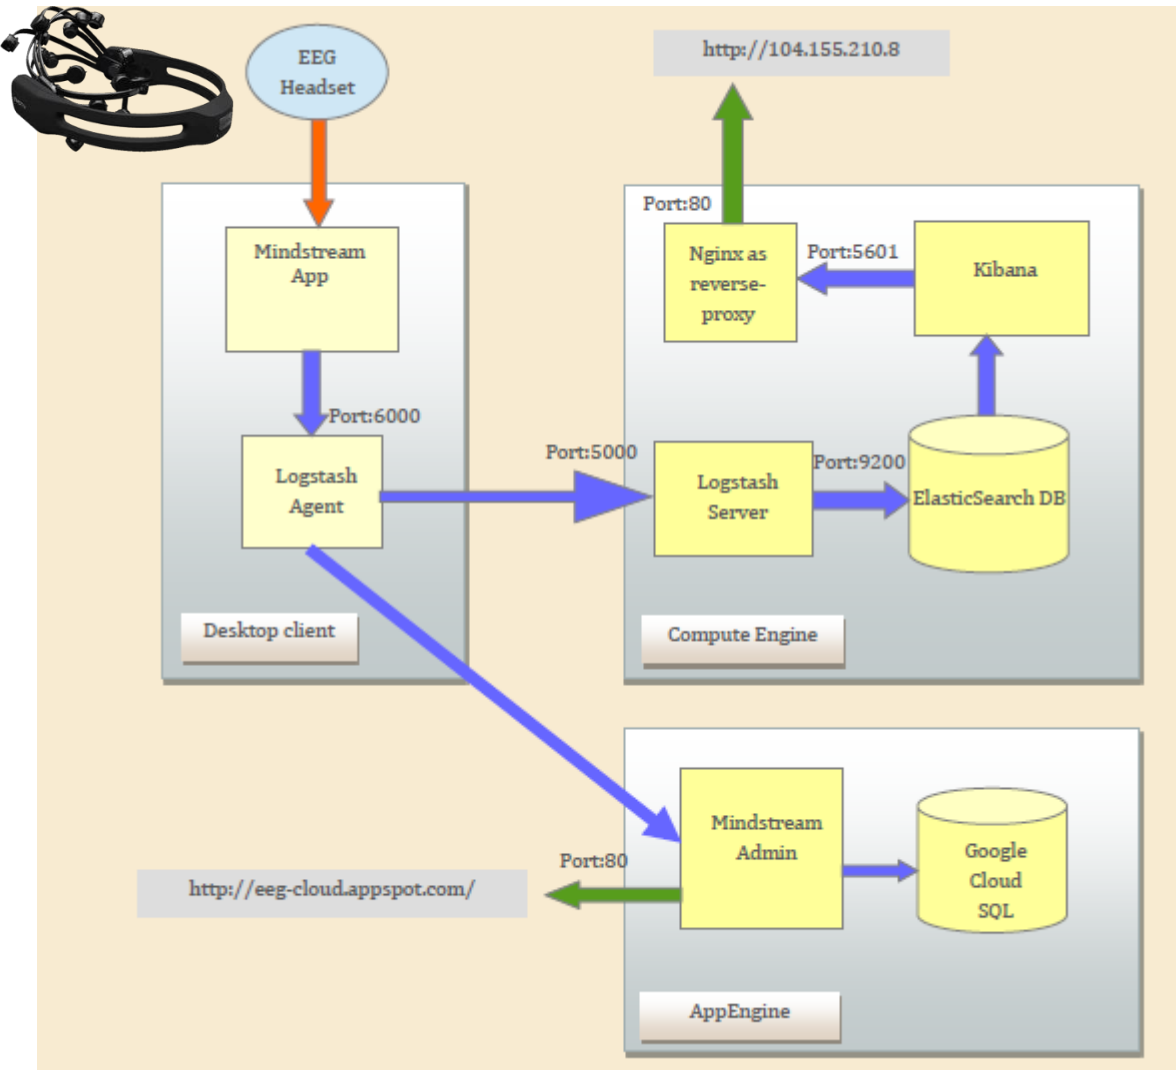 EEG
Headset
http://104.155.210.8
Port:80
Mindstream
App
Nginx as
reverse-
proxy
Port:5601
Kibana
Port:6000
Logstash
Agent
Port:5000
Logstash
Server
Port:9200
ElasticSearch DB
Desktop client
Compute Engine
Mindstream
Admin
Port:80
http://eeg-cloud.appspot.com/
Google
Cloud
SQL
AppEngine